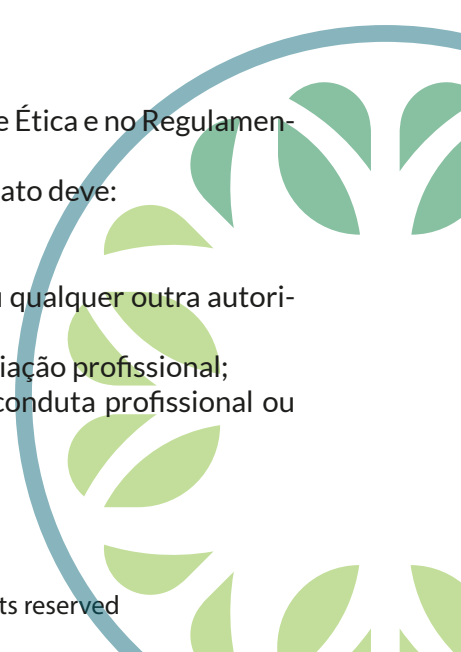 e Ética e no Regulamen-
ato deve:
qualquer outra autori-
iação profissional;
conduta profissional ou
ts reserved